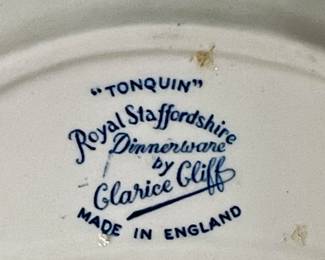 "TONQUIN"
Royal Staffordshire
Dinnerware
by
Clarice Cliff
MADE IN ENGLAND